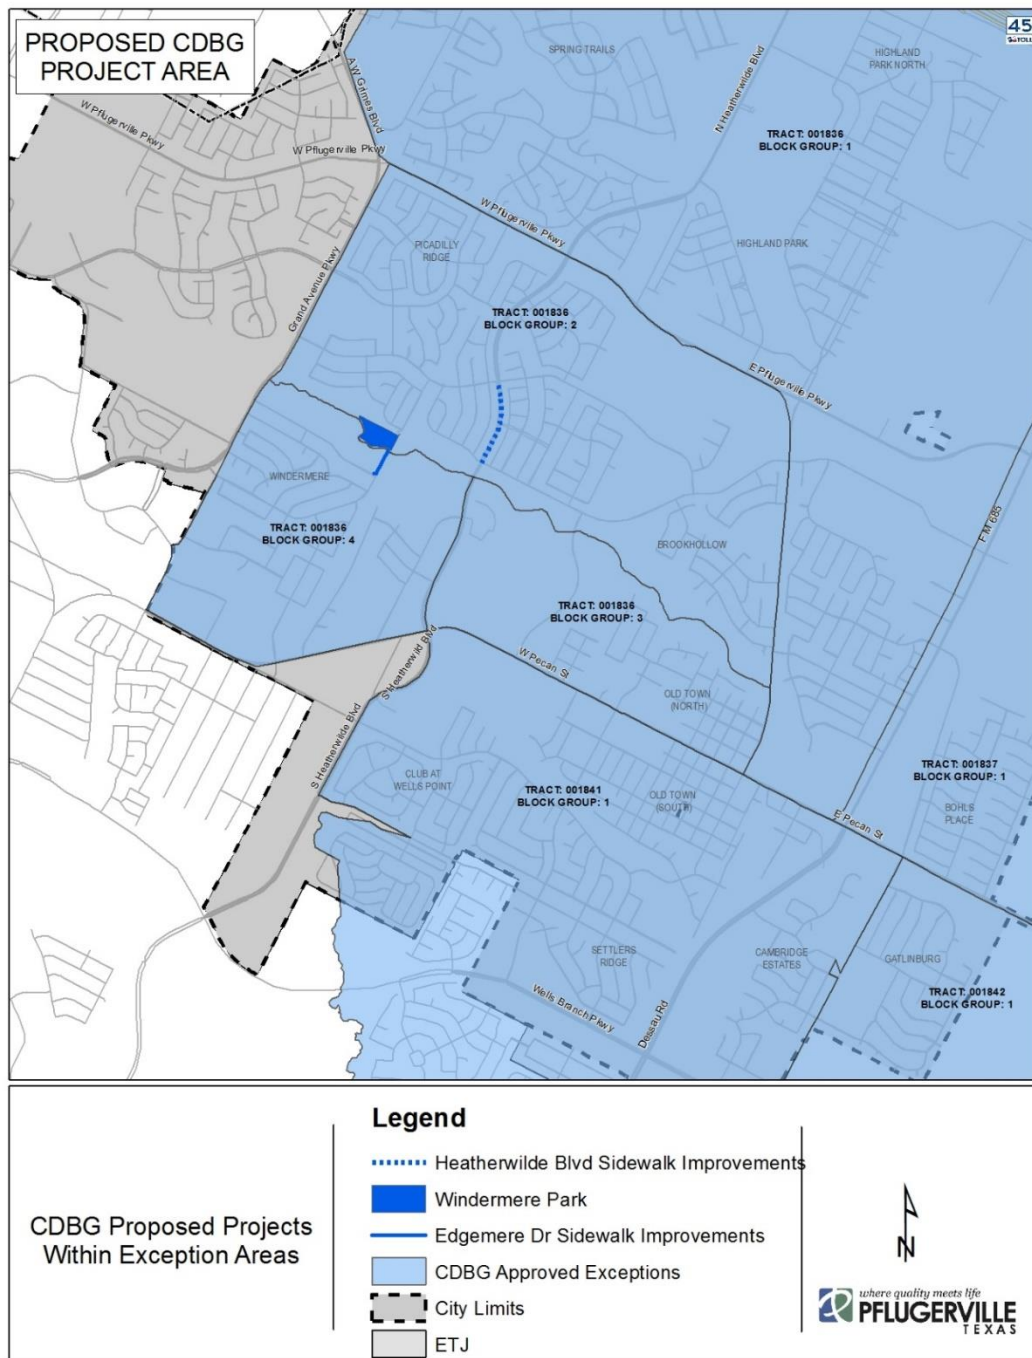 PROPOSED CDBG
PROJECT AREA
45
TOLL
SPRING TRAILS
HIGHLAND
PARK NORTH
A W Grimes Blvd
N Heatherwilde Blvd
W Pflugerville Pkwy
TRACT: 001836
BLOCK GROUP: 1
W Pflugerville Pkwy
W Pflugerville Pkwy
PICADILLY
RIDGE
HIGHLAND PARK
Grand Avenue Pkwy
TRACT: 001836
BLOCK GROUP: 2
E Pflugerville Pkwy
WINDERMERE
TRACT: 001836
BLOCK GROUP: 4
F M 685
BROOKHOLLOW
TRACT: 001836
BLOCK GROUP: 3
S Heatherwild Blvd
W Pecan St
OLD TOWN
(NORTH)
S Heatherwilde Blvd
CLUB AT
WELLS POINT
TRACT: 001841
BLOCK GROUP: 1
OLD TOWN
(SOUTH)
TRACT: 001837
BLOCK GROUP: 1
BOHLS
PLACE
E Pecan St
SETTLERS
RIDGE
CAMBRIDGE
ESTATES
GATLINBURG
Wells Branch Pkwy
Dessau Rd
TRACT: 001842
BLOCK GROUP: 1
CDBG Proposed Projects
Within Exception Areas
Legend
Heatherwilde Blvd Sidewalk Improvements
Windermere Park
Edgemere Dr Sidewalk Improvements
CDBG Approved Exceptions
City Limits
ETJ
N
where quality meets life
PFLUGERVILLE
TEXAS